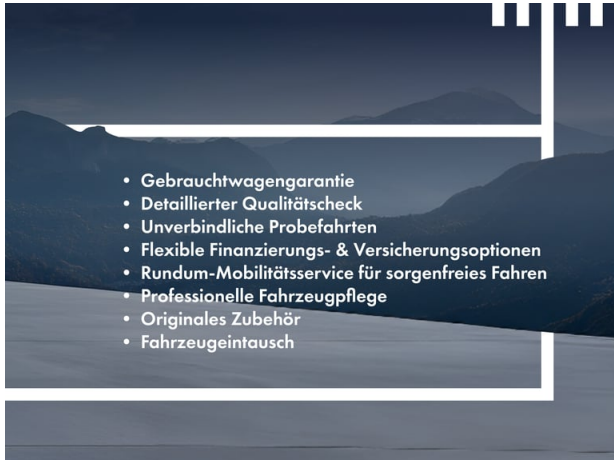 • Gebrauchtwagengarantie
• Detaillierter Qualitätscheck
• Unverbindliche Probefahrten
• Flexible Finanzierungs- & Versicherungsoptionen
• Rundum-Mobilitätsservice für sorgenfreies Fahren
• Professionelle Fahrzeugpflege
• Originales Zubehör
• Fahrzeugeintausch